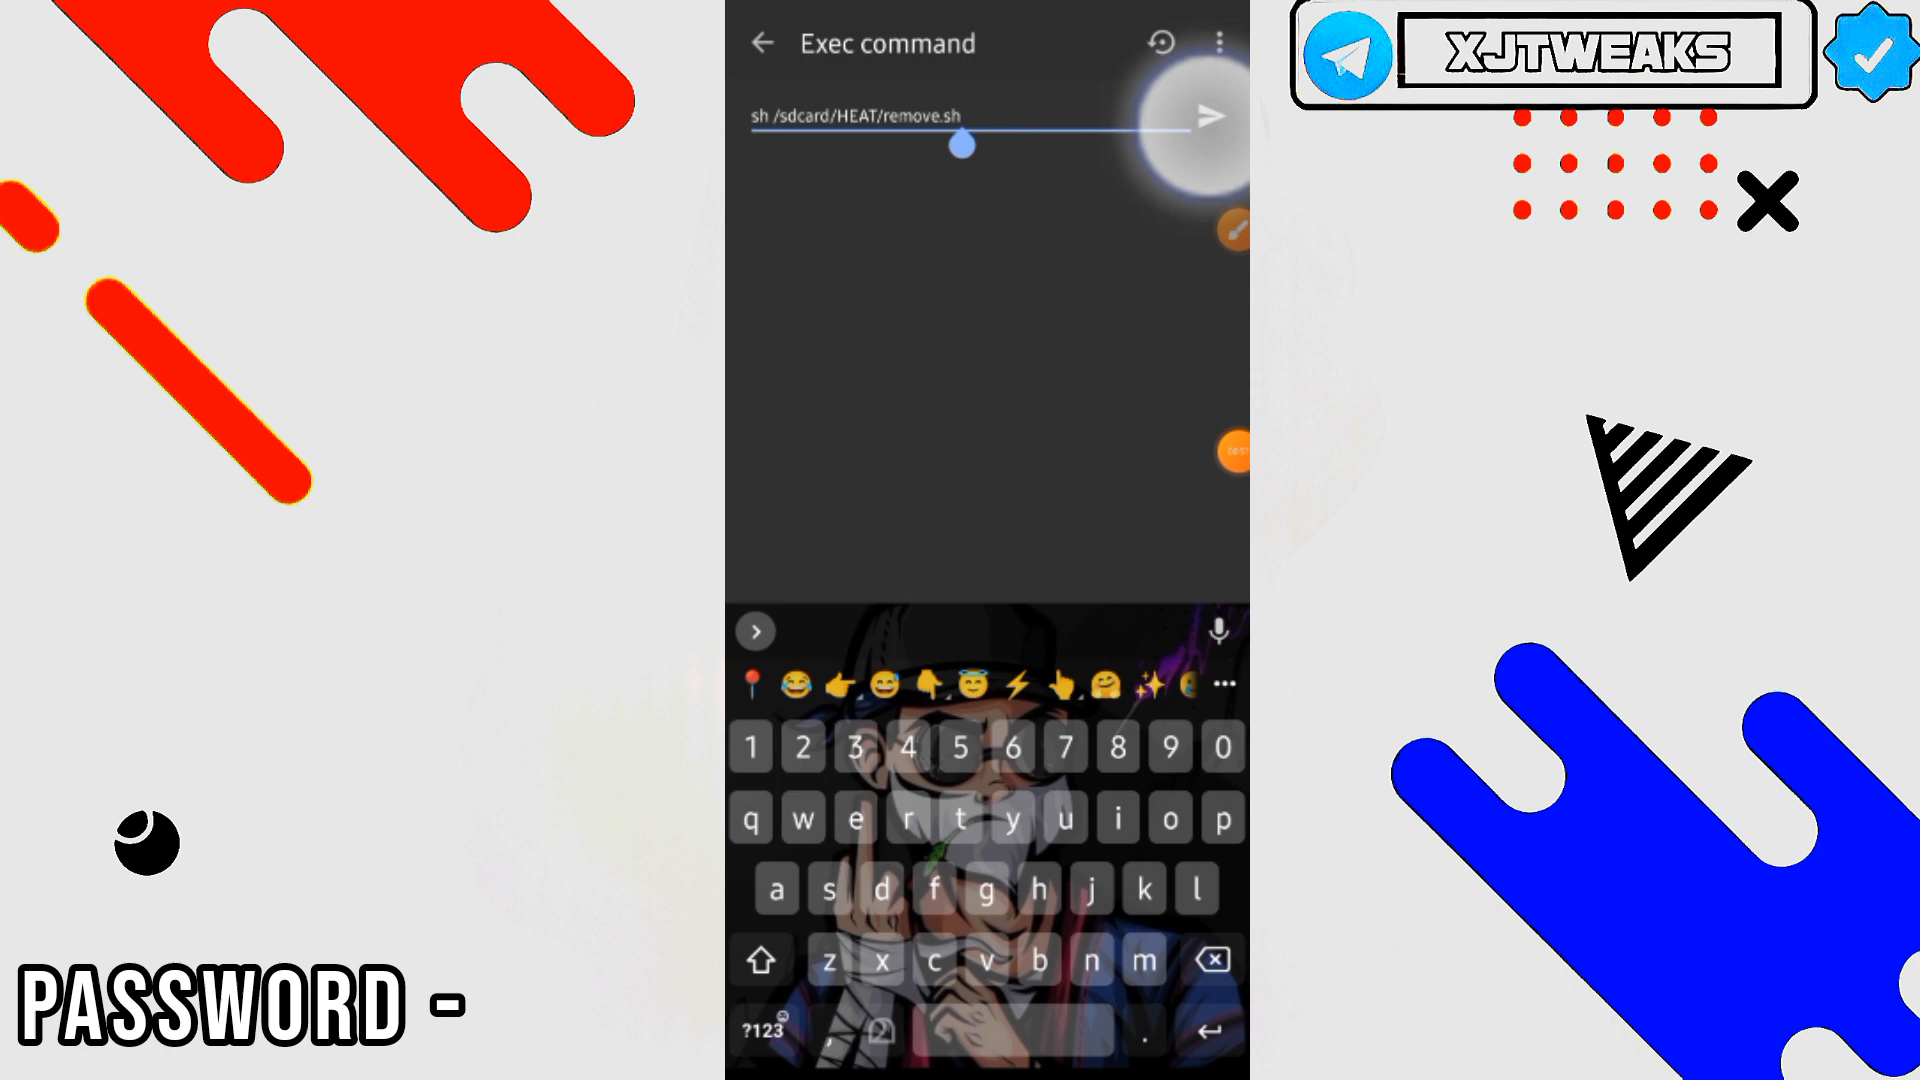 Exec command
XJTWEAKS
sh /sdcard/HEAT/remove.sh
1 2 3 4 5 6 7 8 9 0
q w e r t y u i o p
a s d f g h j k l
z x c v b n m
?123 , .
PASSWORD -